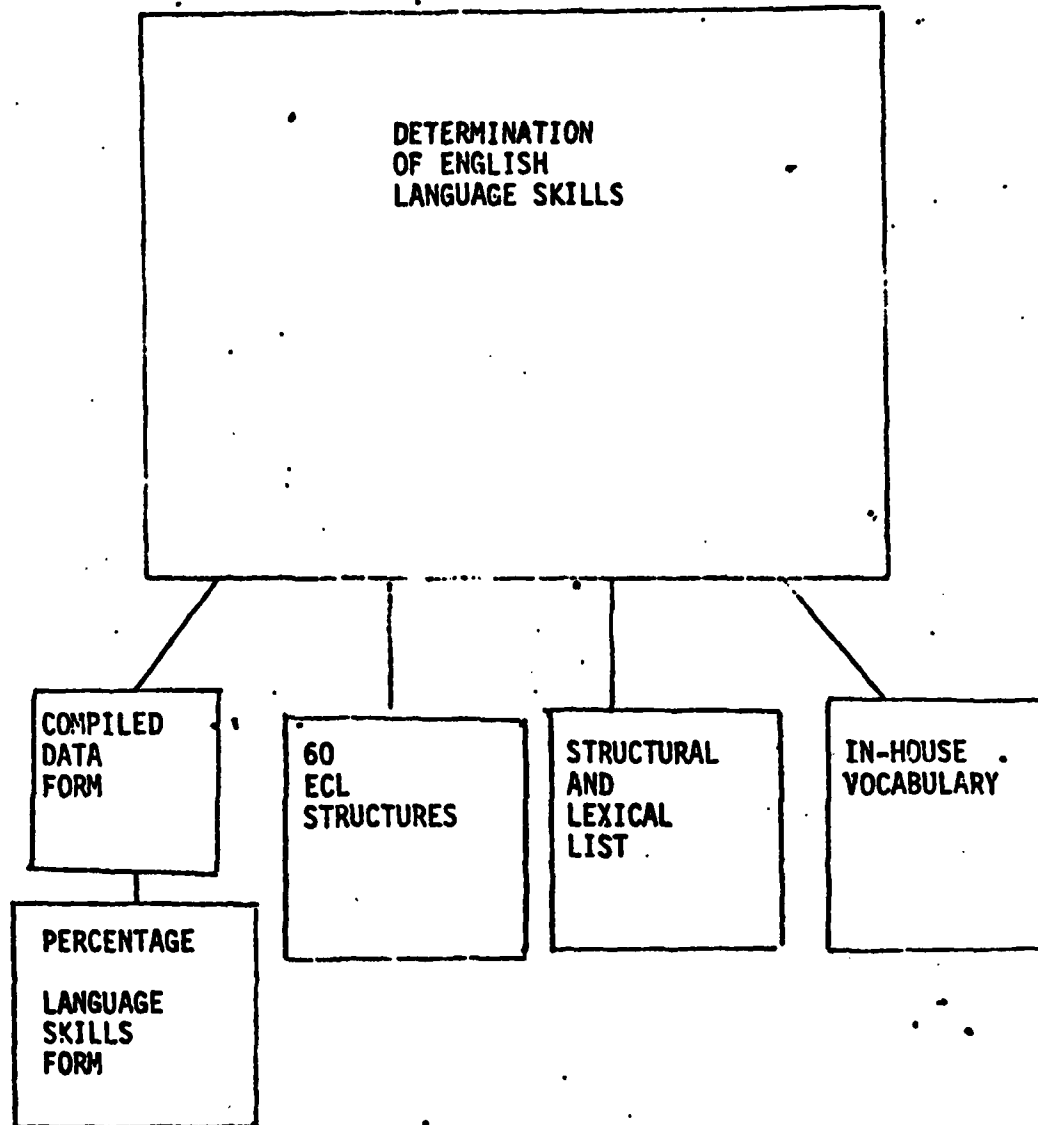 DETERMINATION
OF ENGLISH
LANGUAGE SKILLS
COMPILED
DATA
FORM
60
ECL
STRUCTURES
STRUCTURAL
AND
LEXICAL
LIST
IN-HOUSE
VOCABULARY
PERCENTAGE
LANGUAGE
SKILLS
FORM